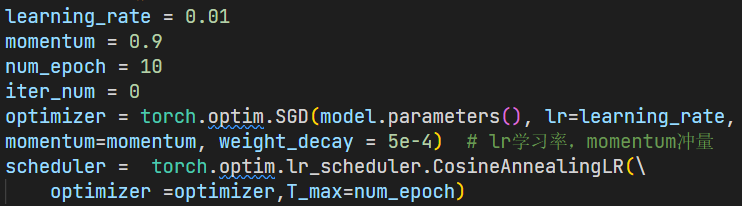 learning_rate = 0.01
momentum = 0.9
num_epoch = 10
iter_num = 0
optimizer = torch.optim.SGD(model.parameters(), lr=learning_rate,
momentum=momentum, weight_decay = 5e-4)  # lr学习率，momentum冲量
scheduler =  torch.optim.lr_scheduler.CosineAnnealingLR(\
    optimizer =optimizer,T_max=num_epoch)